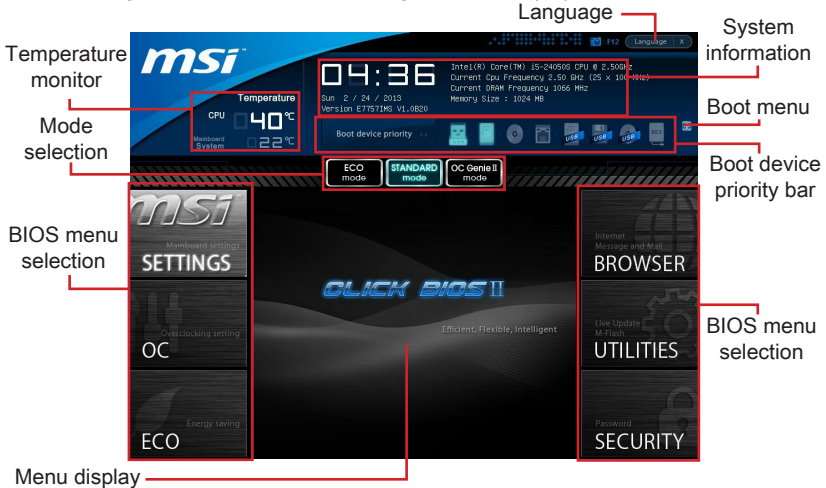 Language
System
information
Temperature
monitor
Mode
selection
BIOS menu
selection
Menu display
Boot menu
Boot device
priority bar
BIOS menu
selection
msi
F12
Language X
04:36
Sun 2 / 24 / 2013
Version E7757IMS V1.0B20
Intel(R) Core(TM) i5-2405OS CPU @ 2.50GHz
Current Cpu Frequency 2.50 GHz (25 x 100 MHz)
Current DRAM Frequency 1066 MHz
Memory Size : 1024 MB
Temperature
CPU 40°C
Mainboard
System 22°C
Boot device priority
USB
USB
USB
ECO
mode
STANDARD
mode
OC Genie II
mode
msi
Mainboard settings
SETTINGS
Overclocking setting
OC
Energy saving
ECO
CLICK BIOS II
Efficient, Flexible, Intelligent
Internet
Message and Mail
BROWSER
Live Update
M-Flash
UTILITIES
Password
SECURITY